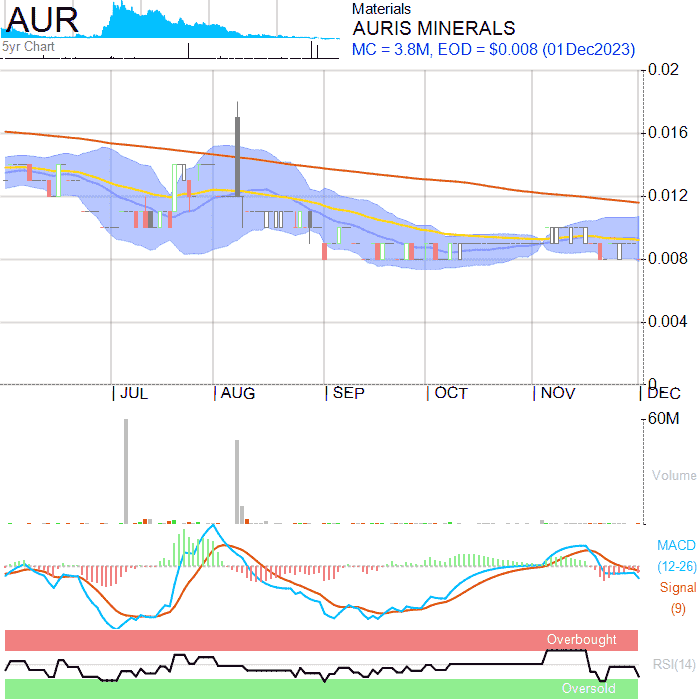 AUR
5yr Chart
Materials
AURIS MINERALS
MC = 3.8M, EOD = $0.008 (01Dec2023)
0.02
0.016
0.012
0.008
0.004
0
JUL AUG SEP OCT NOV DEC
60M
Volume
MACD
(12-26)
Signal
(9)
Overbought
RSI(14)
Oversold